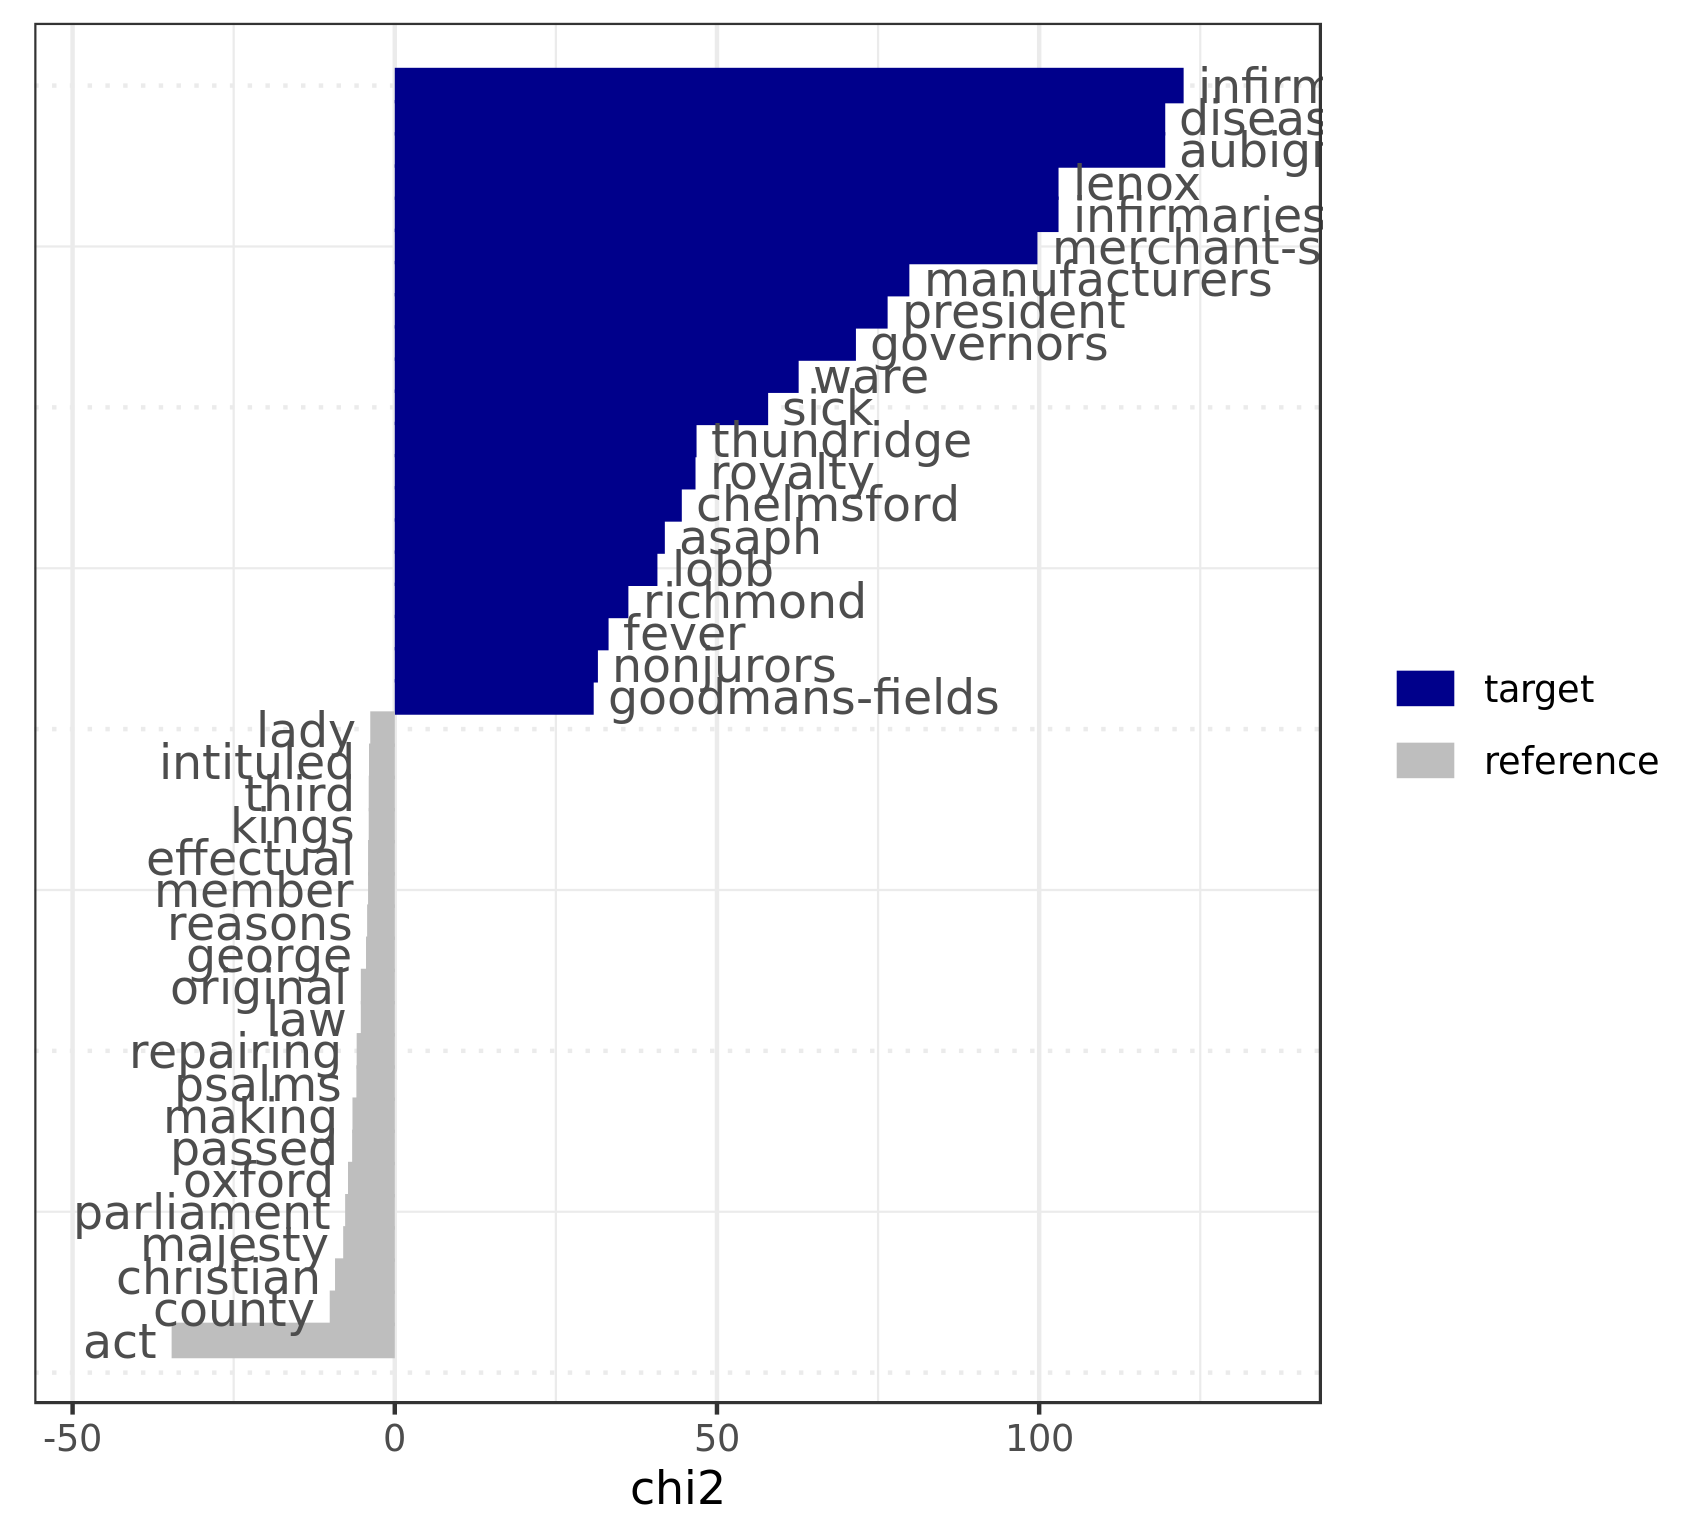 infirm
diseas
aubig
lenox
infirmaries
merchant-s
manufacturers
president
governors
ware
sick
thundridge
royalty
chelmsford
asaph
lobb
richmond
fever
nonjurors
goodmans-fields
lady
intituled
third
kings
effectual
member
reasons
george
original
law
repairing
psalms
making
passed
oxford
parliament
majesty
christian
county
act
target
reference
-50 0 50 100
chi2